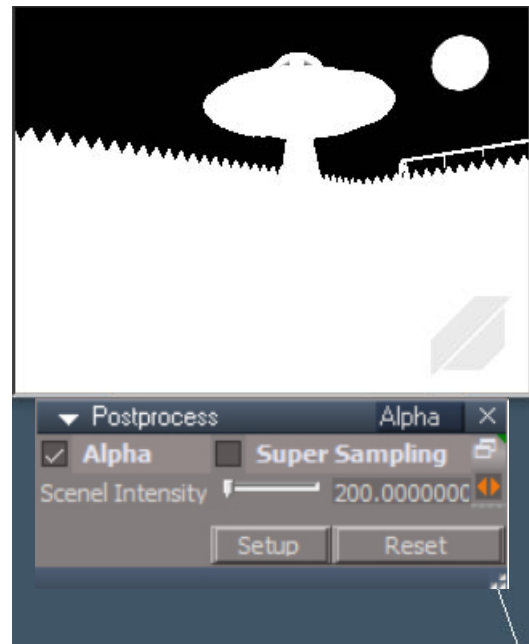 Postprocess Alpha
Alpha Super Sampling
Scenel Intensity 200.0000000
Setup Reset